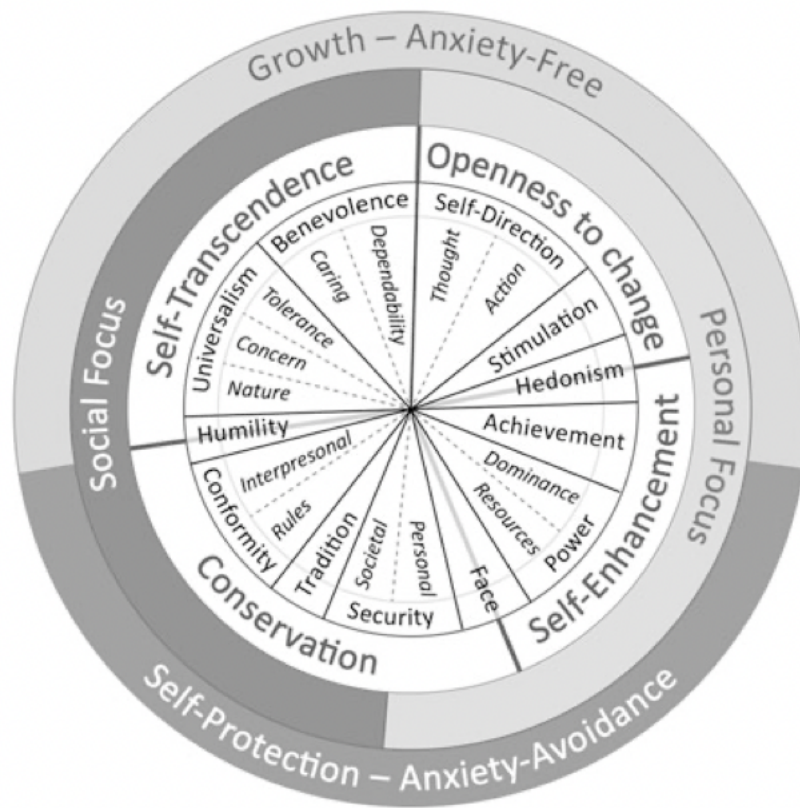 Growth – Anxiety-Free
Social Focus
Personal Focus
Self-Protection – Anxiety-Avoidance
Self-Transcendence
Openness to change
Self-Enhancement
Conservation
Benevolence
Caring
Dependability
Self-Direction
Thought
Action
Stimulation
Hedonism
Achievement
Power
Dominance
Resources
Face
Security
Personal
Societal
Tradition
Conformity
Rules
Interpresonal
Humility
Universalism
Nature
Concern
Tolerance